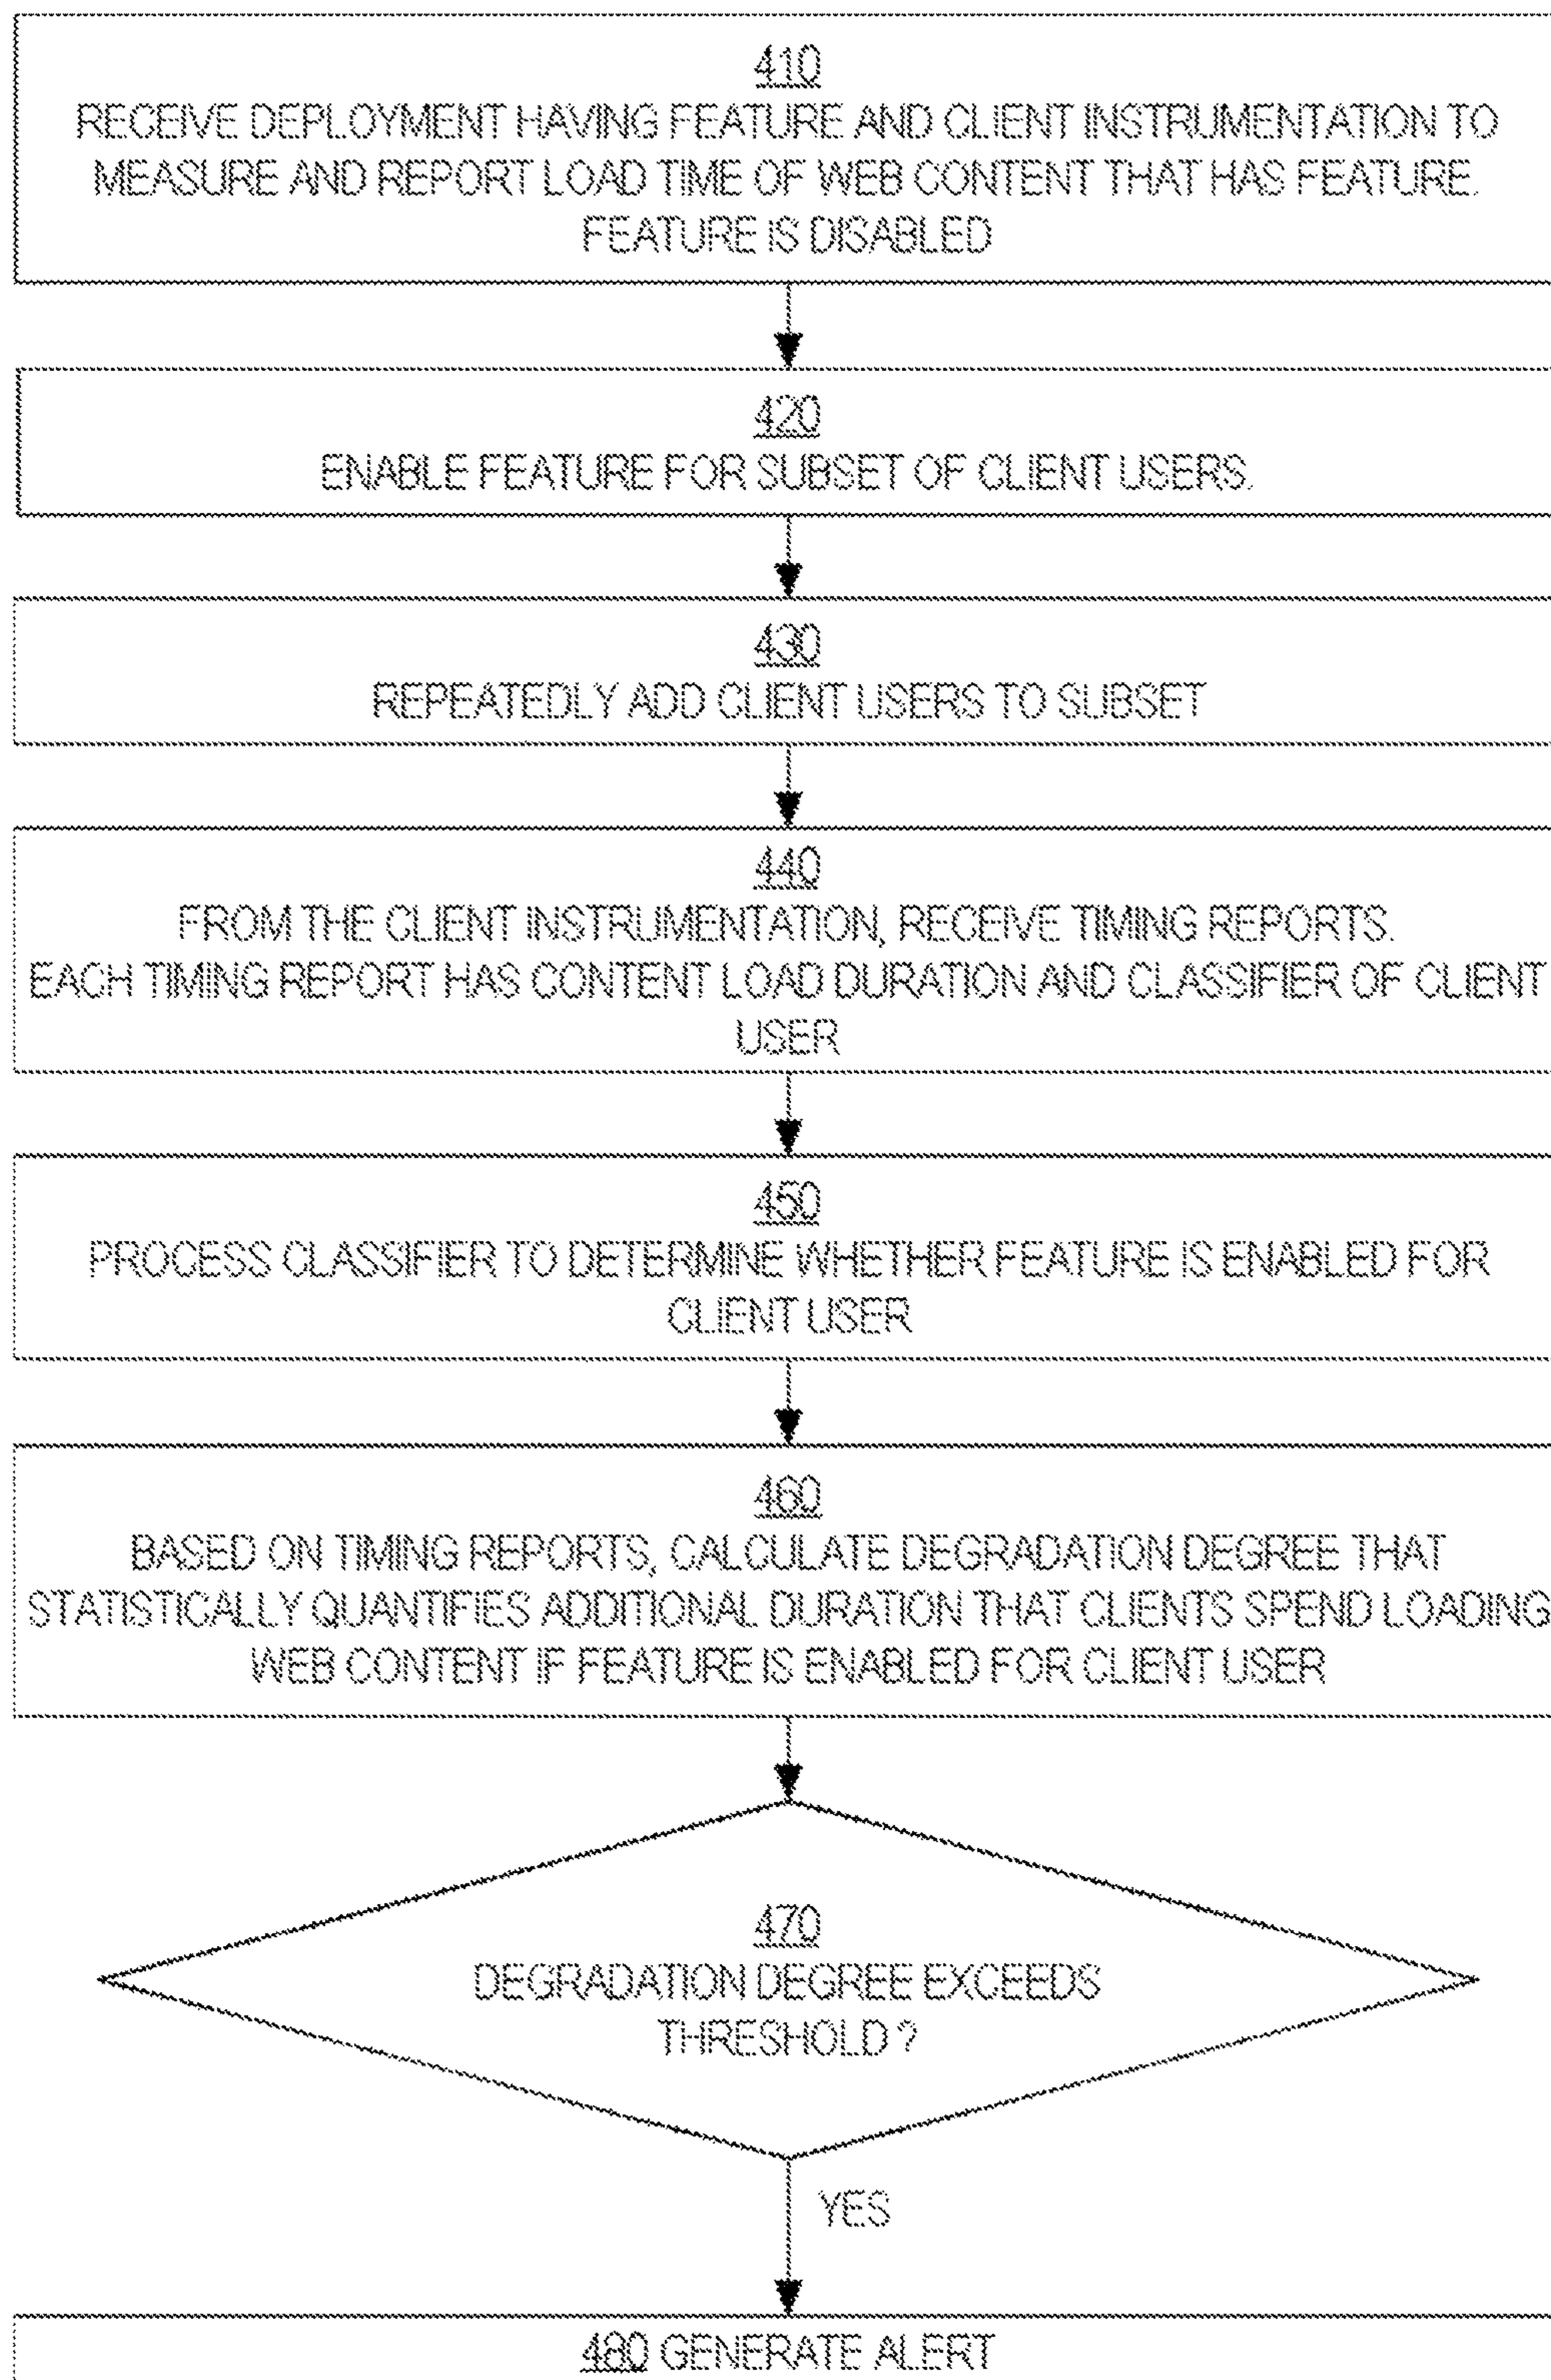 410
RECEIVE DEPLOYMENT HAVING FEATURE AND CLIENT INSTRUMENTATION TO
MEASURE AND REPORT LOAD TIME OF WEB CONTENT THAT HAS FEATURE.
FEATURE IS DISABLED
420
ENABLE FEATURE FOR SUBSET OF CLIENT USERS.
430
REPEATEDLY ADD CLIENT USERS TO SUBSET
440
FROM THE CLIENT INSTRUMENTATION, RECEIVE TIMING REPORTS.
EACH TIMING REPORT HAS CONTENT LOAD DURATION AND CLASSIFIER OF CLIENT
USER
450
PROCESS CLASSIFIER TO DETERMINE WHETHER FEATURE IS ENABLED FOR
CLIENT USER
460
BASED ON TIMING REPORTS, CALCULATE DEGRADATION DEGREE THAT
STATISTICALLY QUANTIFIES ADDITIONAL DURATION THAT CLIENTS SPEND LOADING
WEB CONTENT IF FEATURE IS ENABLED FOR CLIENT USER
470
DEGRADATION DEGREE EXCEEDS
THRESHOLD ?
YES
480 GENERATE ALERT